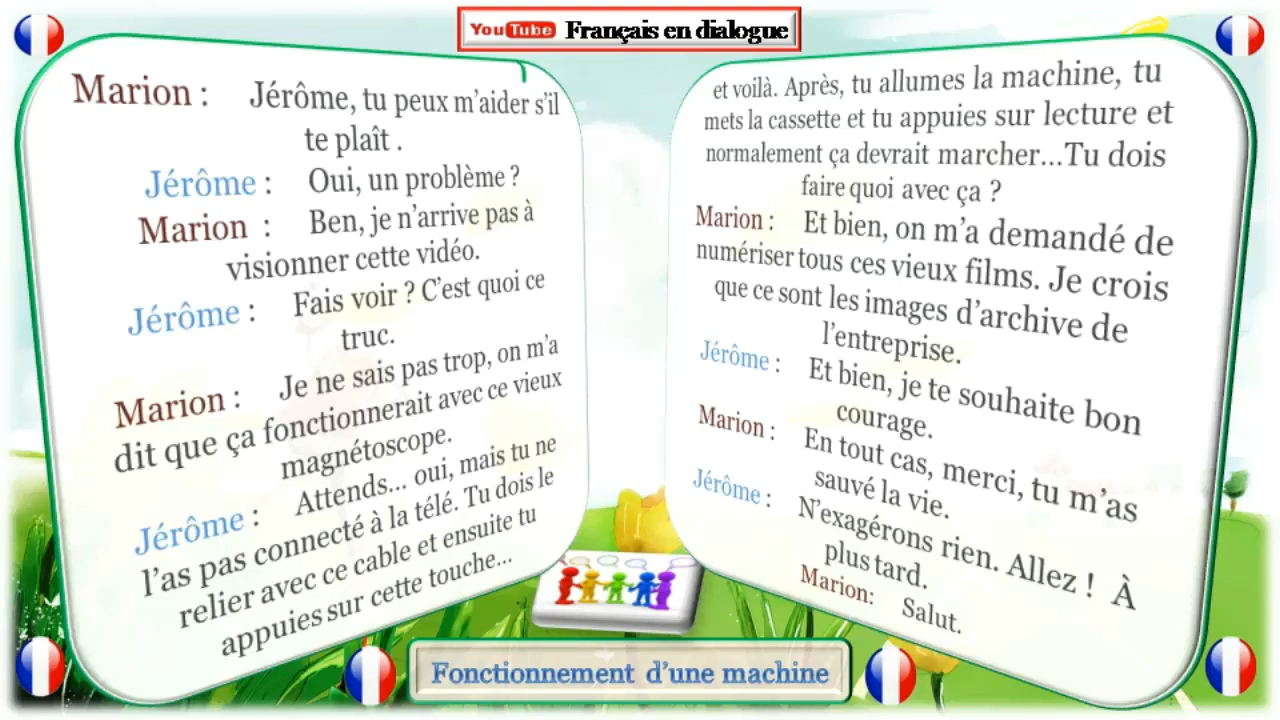 YouTube Français en dialogue
Marion : Jérôme, tu peux m’aider s’il
te plaît .
Jérôme : Oui, un problème ?
Marion : Ben, je n’arrive pas à
visionner cette vidéo.
Jérôme : Fais voir ? C’est quoi ce
truc.
Marion : Je ne sais pas trop, on m’a
dit que ça fonctionnerait avec ce vieux
magnétoscope.
Jérôme : Attends... oui, mais tu ne
l’as pas connecté à la télé. Tu dois le
relier avec ce cable et ensuite tu
appuies sur cette touche...
et voilà. Après, tu allumes la machine, tu
mets la cassette et tu appuies sur lecture et
normalement ça devrait marcher...Tu dois
faire quoi avec ça ?
Marion : Et bien, on m’a demandé de
numériser tous ces vieux films. Je crois
que ce sont les images d’archive de
l’entreprise.
Jérôme : Et bien, je te souhaite bon
courage.
Marion : En tout cas, merci, tu m’as
sauvé la vie.
Jérôme : N’exagérons rien. Allez ! À
plus tard.
Marion: Salut.
Fonctionnement d’une machine